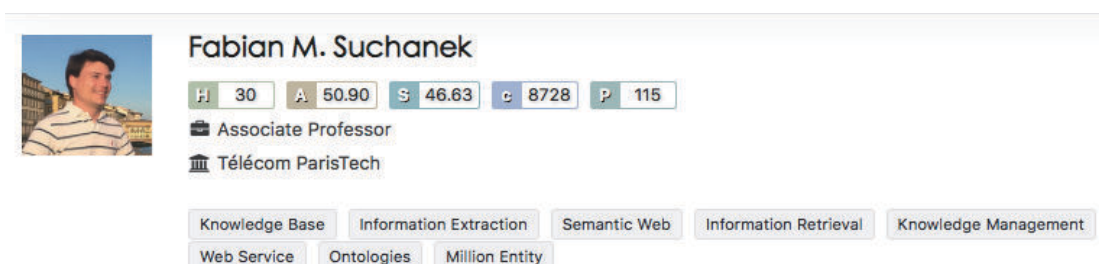 Fabian M. Suchanek
H 30 A 50.90 S 46.63 c 8728 P 115
Associate Professor
Télécom ParisTech
Knowledge Base Information Extraction Semantic Web Information Retrieval Knowledge Management
Web Service Ontologies Million Entity